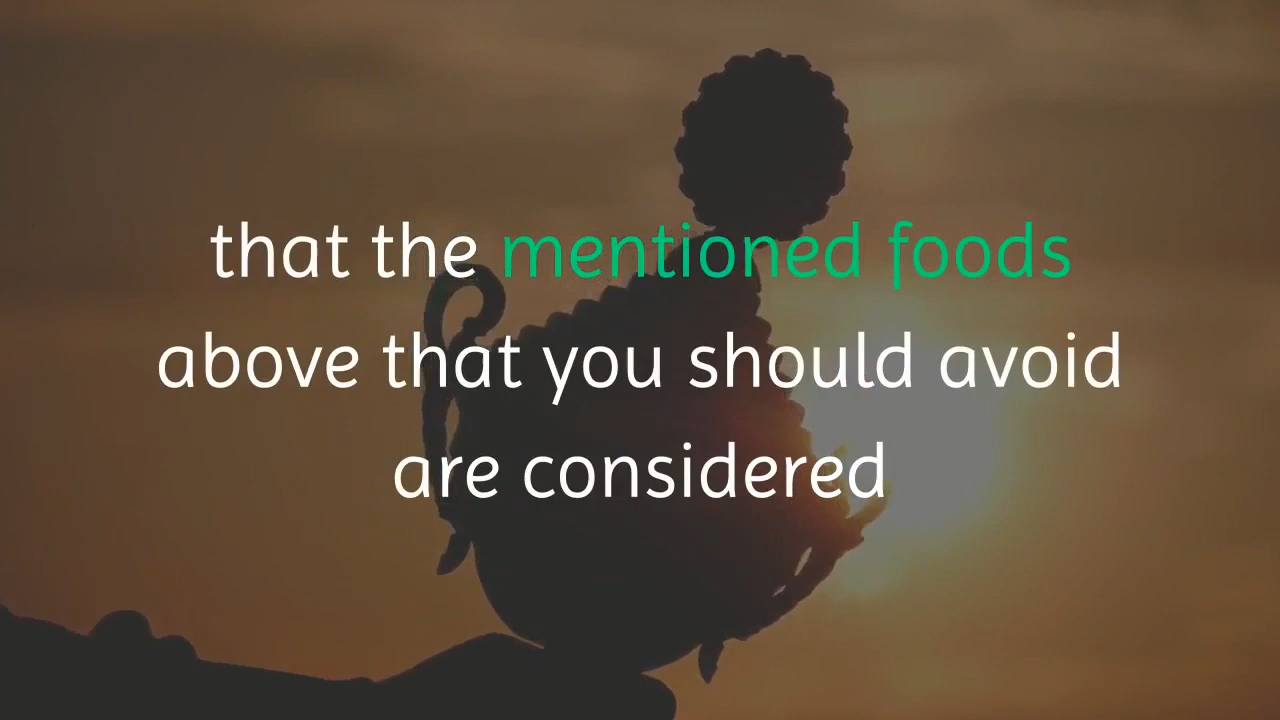 that the mentioned foods
above that you should avoid
are considered